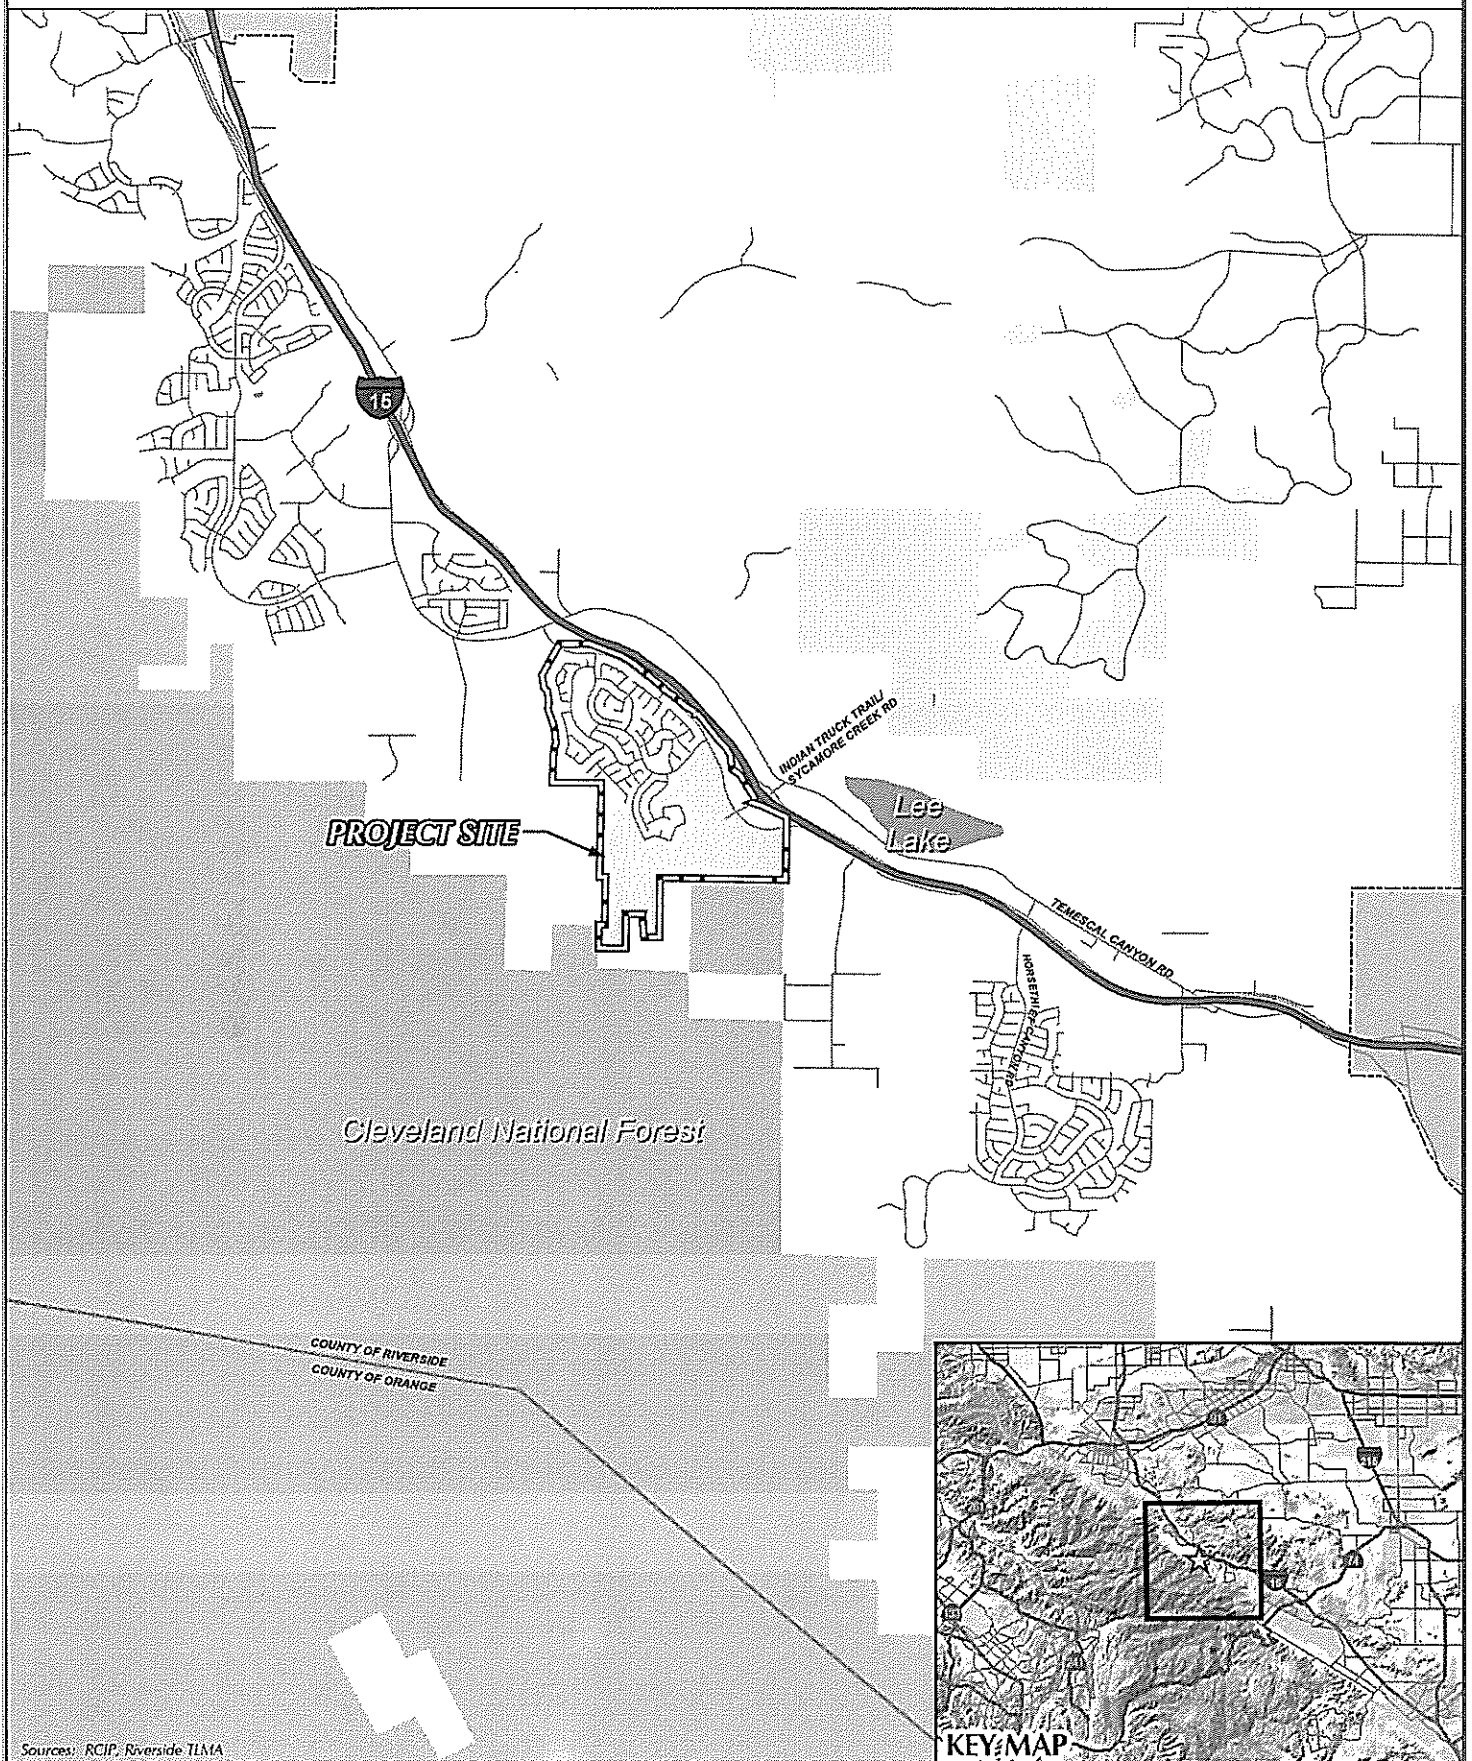 15
INDIAN TRUCK TRAIL/
SYCAMORE CREEK RD
Lee
Lake
PROJECT SITE
TEMESCAL CANYON RD
HORSETHIEF CANYON RD
Cleveland National Forest
COUNTY OF RIVERSIDE
COUNTY OF ORANGE
KEY MAP
Sources: RCIP, Riverside TLMA